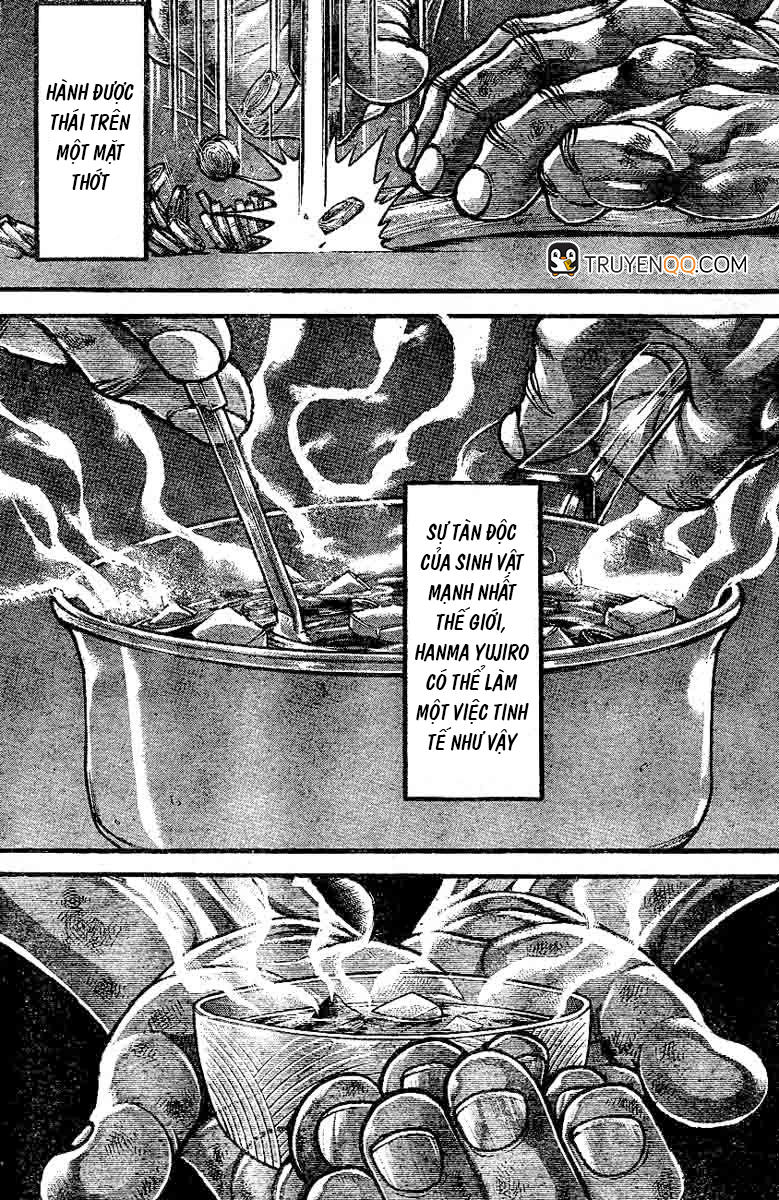 HÀNH ĐƯỢC
THÁI TRÊN
MỘT MẶT
THỚT
TRUYENQQ.COM
SỰ TÀN ĐỘC
CỦA SINH VẬT
MẠNH NHẤT
THẾ GIỚI,
HANMA YUJIRO
CÓ THỂ LÀM
MỘT VIỆC TINH
TẾ NHƯ VẬY